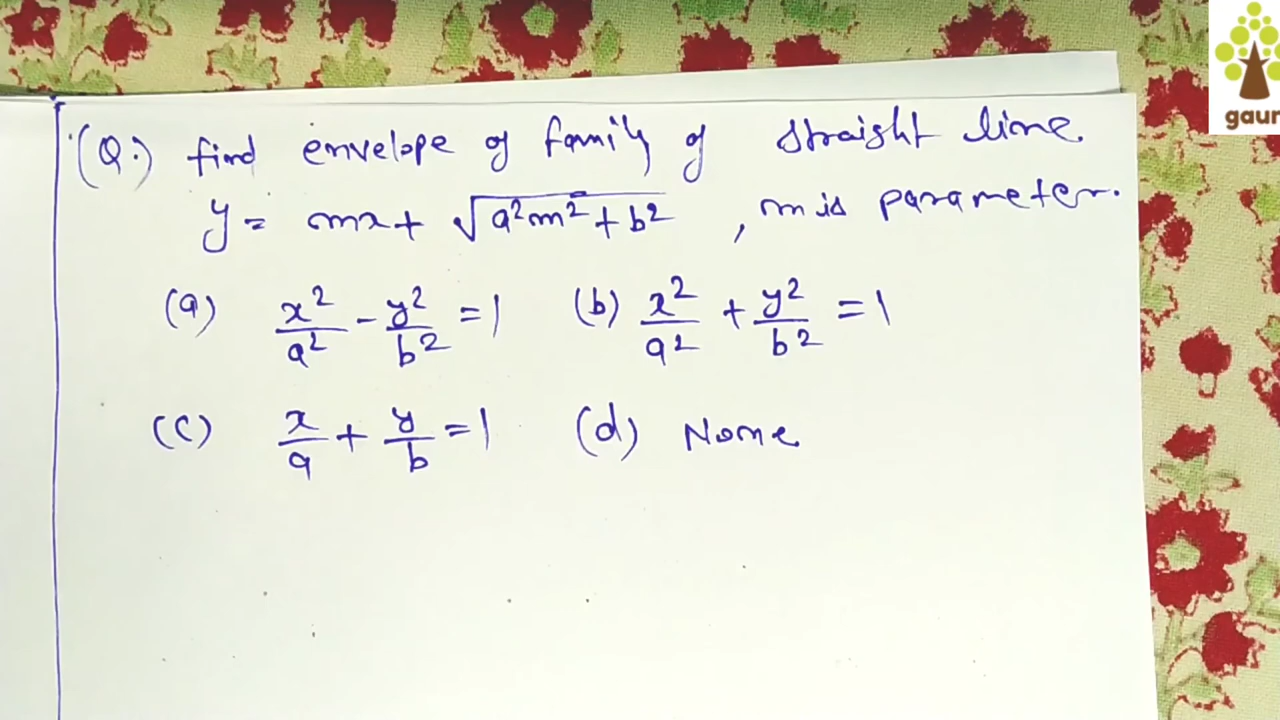 (Q:) find envelope of family of straight line
y = mx + √a²m² + b² , m is parameter.
(a) x²/a² - y²/b² = 1 (b) x²/a² + y²/b² = 1
(c) x/a + y/b = 1 (d) None
gaur